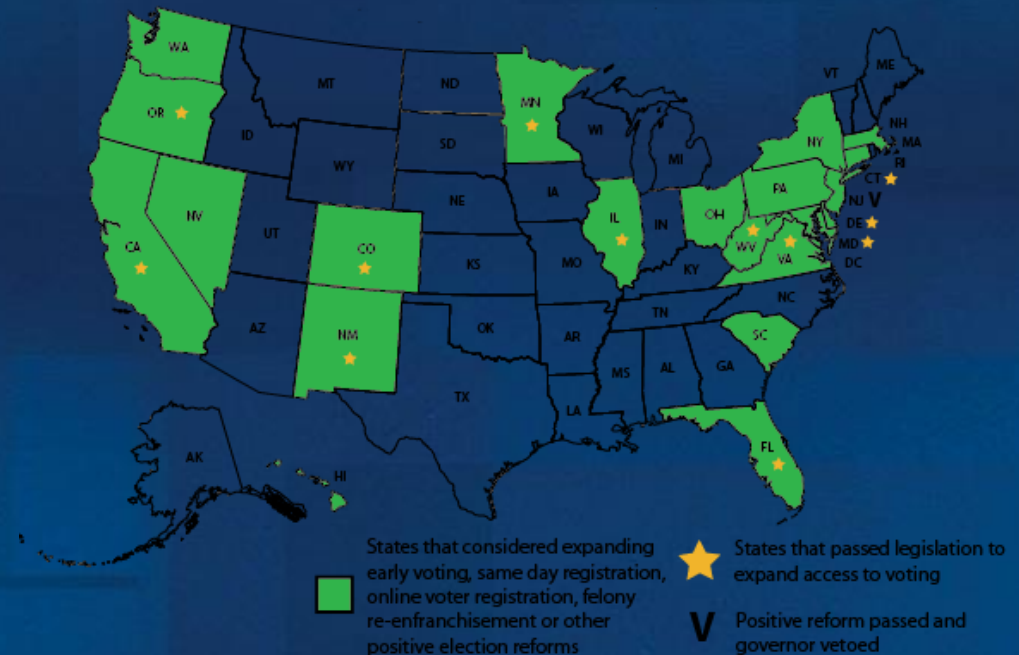 WA
MT
ND
MN
VT
ME
OR
ID
SD
WI
MI
NY
NH
MA
RI
WY
IA
NE
PA
CT
NV
UT
CO
IL
IN
OH
NJ V
DE
CA
KS
MO
WV
VA
MD
DC
KY
AZ
NM
OK
AR
TN
NC
SC
TX
LA
MS
AL
GA
FL
AK
HI
States that considered expanding
early voting, same day registration,
online voter registration, felony
re-enfranchisement or other
positive election reforms
States that passed legislation to
expand access to voting
V Positive reform passed and
governor vetoed